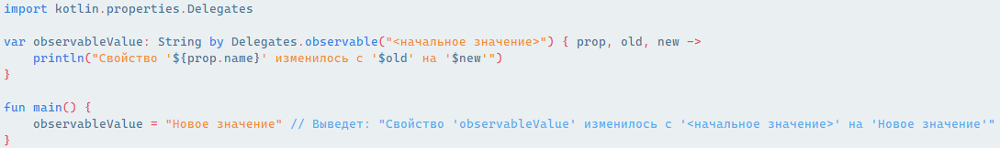 import kotlin.properties.Delegates
var observableValue: String by Delegates.observable("<начальное значение>") { prop, old, new ->
    println("Свойство '${prop.name}' изменилось с '$old' на '$new'")
}
fun main() {
    observableValue = "Новое значение" // Выведет: "Свойство 'observableValue' изменилось с '<начальное значение>' на 'Новое значение'"
}